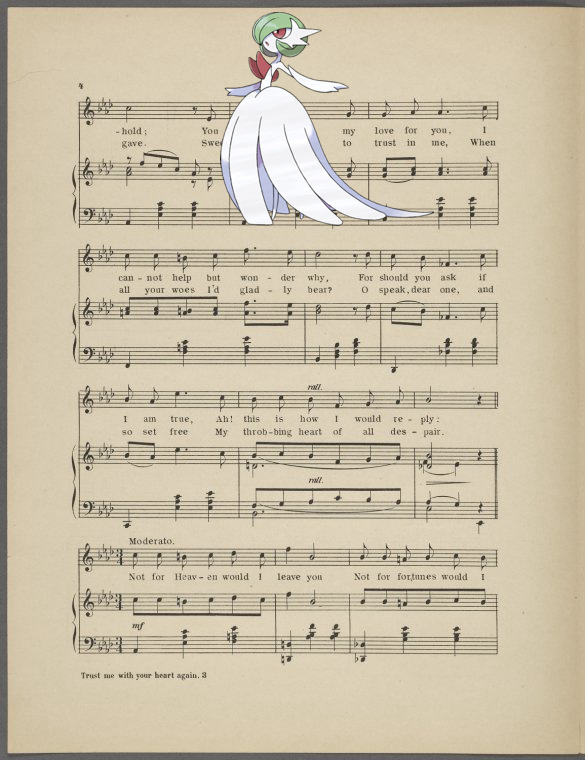 4
-hold; You my love for you, I
gave. to trust in me, When
can-not help but won-der why, For should you ask if
all your woes I'd glad-ly bear? O speak, dear one, and
rall.
I am true, Ah! this is how I would re-ply:
so set free My throb-bing heart of all des-pair.
rall.
Moderato.
Not for Heav-en would I leave you Not for fortunes would I
mf
Trust me with your heart again. 3